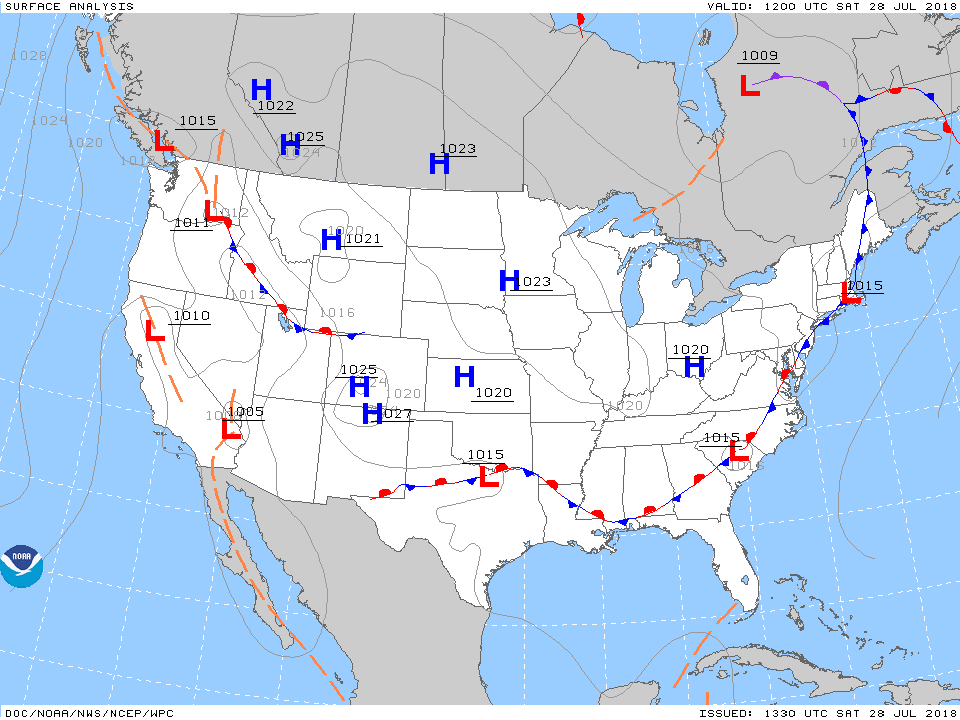 SURFACE ANALYSIS
VALID: 1200 UTC SAT 28 JUL 2018
1028
1009
H
1022
L
1024
1015
H
1025
1024
1020
1016
L
H
1023
1012
L
1011
1012
1020
H
1021
H
1023
1012
1015
L
1016
1010
L
1020
H
1025
H
1024
1020
H
1020
1020
1005
L
H
1027
1015
L
1015
L
1016
NOAA
DOC/NOAA/NWS/NCEP/WPC
ISSUED: 1330 UTC SAT 28 JUL 2018